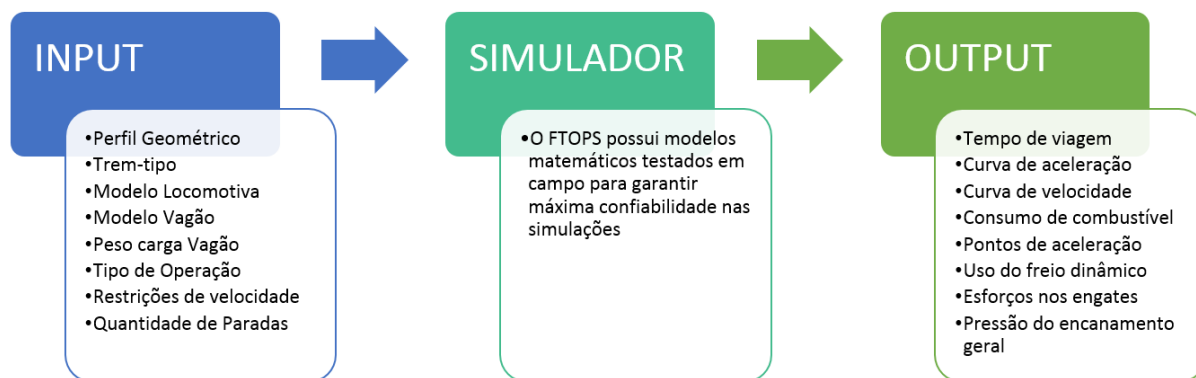 INPUT
•Perfil Geométrico
•Trem-tipo
•Modelo Locomotiva
•Modelo Vagão
•Peso carga Vagão
•Tipo de Operação
•Restrições de velocidade
•Quantidade de Paradas
SIMULADOR
•O FTOPS possui modelos
matemáticos testados em
campo para garantir
máxima confiabilidade nas
simulações
OUTPUT
•Tempo de viagem
•Curva de aceleração
•Curva de velocidade
•Consumo de combustível
•Pontos de aceleração
•Uso do freio dinâmico
•Esforços nos engates
•Pressão do encanamento
geral